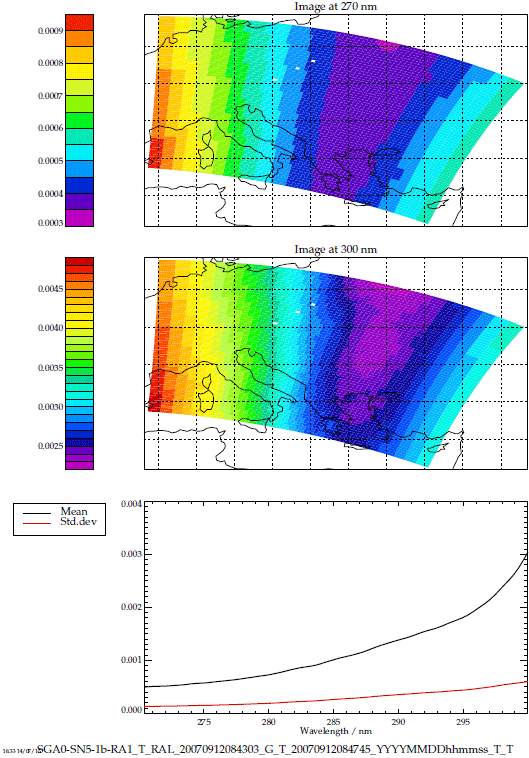 Image at 270 nm
0.0009
0.0008
0.0007
0.0006
0.0005
0.0004
0.0003
Image at 300 nm
0.0045
0.0040
0.0035
0.0030
0.0025
Mean
Std.dev
0.004
0.003
0.002
0.001
0.000
275 280 285 290 295
Wavelength / nm
SGA0-SN5-1b-RA1_T_RAL_20070912084303_G_T_20070912084745_YYYYMMDDhhmmss_T_T